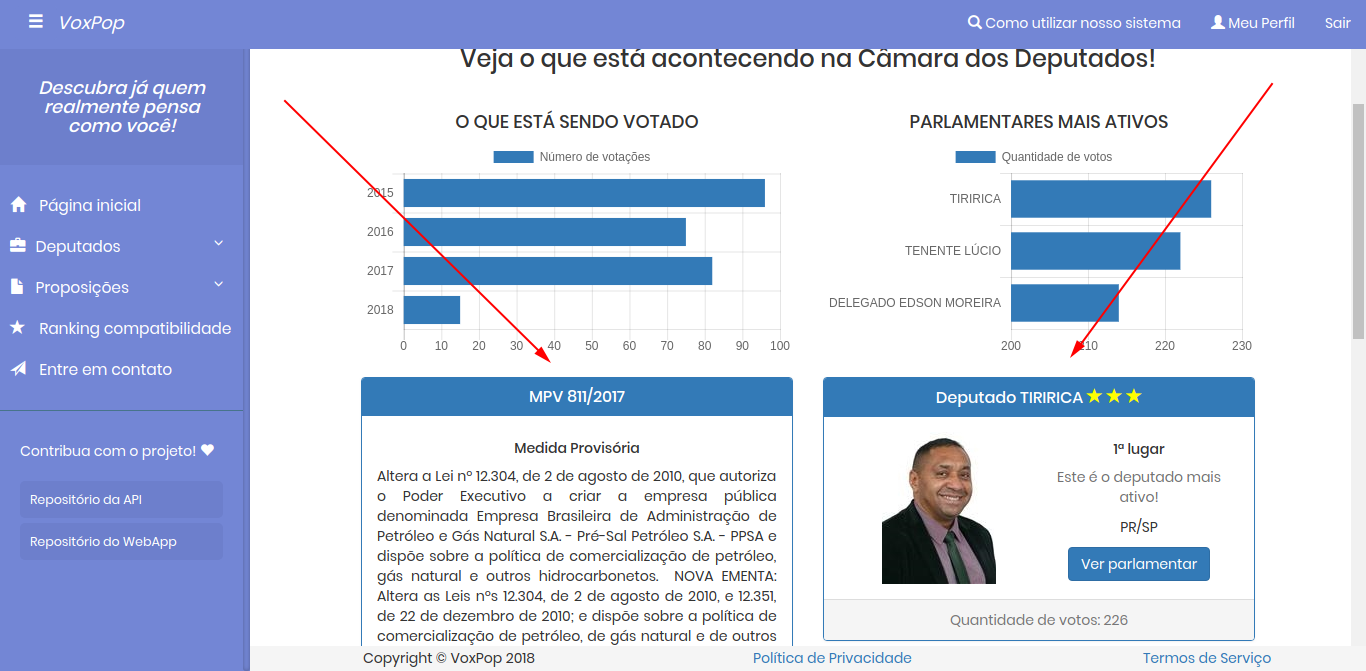 VoxPop
Como utilizar nosso sistema
Meu Perfil
Sair
Descubra já quem
realmente pensa
como você!
Página inicial
Deputados
Proposições
Ranking compatibilidade
Entre em contato
Contribua com o projeto!
Repositório da API
Repositório do WebApp
Veja o que está acontecendo na Câmara dos Deputados!
O QUE ESTÁ SENDO VOTADO
Número de votações
2015
2016
2017
2018
0 10 20 30 40 50 60 70 80 90 100
PARLAMENTARES MAIS ATIVOS
Quantidade de votos
TIRIRICA
TENENTE LÚCIO
DELEGADO EDSON MOREIRA
200 210 220 230
MPV 811/2017
Medida Provisória
Altera a Lei nº 12.304, de 2 de agosto de 2010, que autoriza
o Poder Executivo a criar a empresa pública
denominada Empresa Brasileira de Administração de
Petróleo e Gás Natural S.A. - Pré-Sal Petróleo S.A. - PPSA e
dispõe sobre a política de comercialização de petróleo,
gás natural e outros hidrocarbonetos. NOVA EMENTA:
Altera as Leis nºs 12.304, de 2 de agosto de 2010, e 12.351,
de 22 de dezembro de 2010; e dispõe sobre a política de
comercialização de petróleo, de gás natural e de outros
Deputado TIRIRICA
1º lugar
Este é o deputado mais
ativo!
PR/SP
Ver parlamentar
Quantidade de votos: 226
Copyright © VoxPop 2018
Política de Privacidade
Termos de Serviço